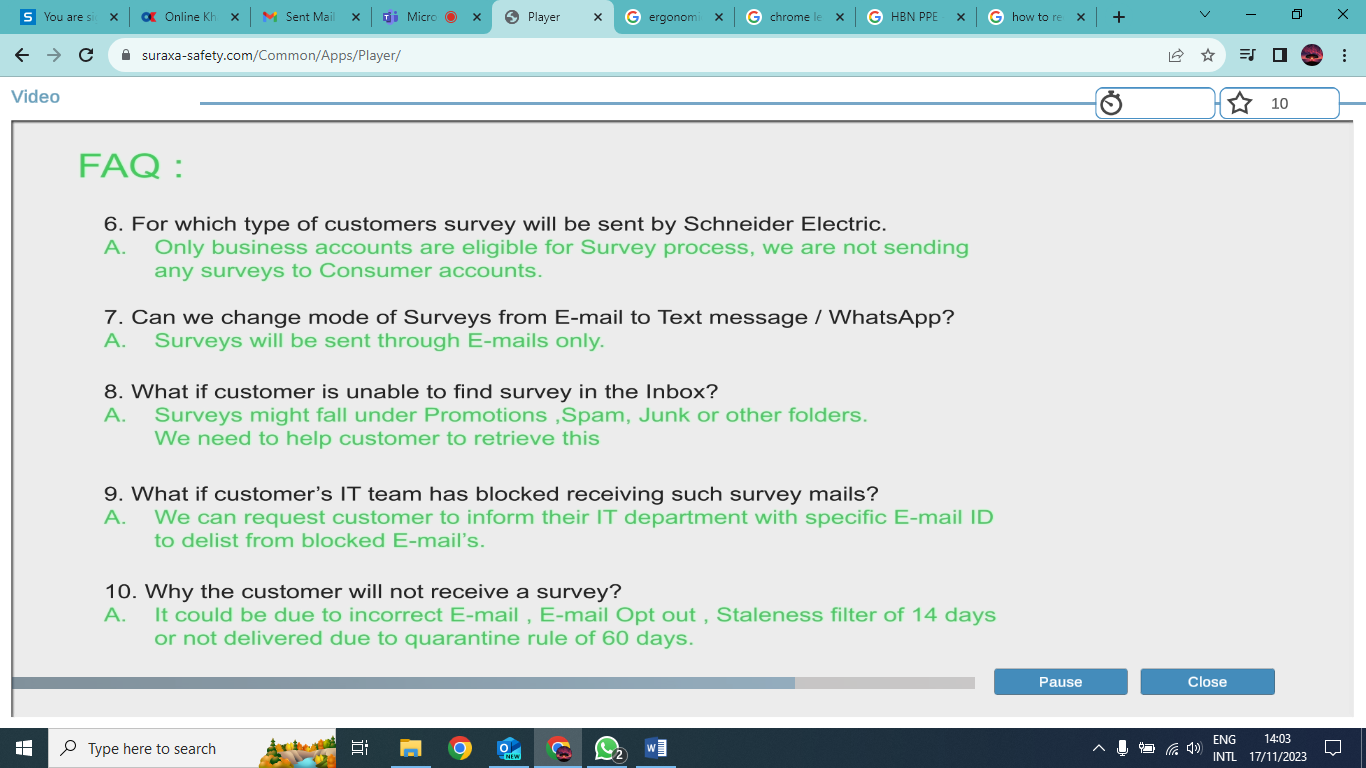 You are si
Online Kh
Sent Mail
Micro
Player
ergonomi
chrome le
HBN PPE
how to re
suraxa-safety.com/Common/Apps/Player/
Video
10
FAQ :
6. For which type of customers survey will be sent by Schneider Electric.
A. Only business accounts are eligible for Survey process, we are not sending
any surveys to Consumer accounts.
7. Can we change mode of Surveys from E-mail to Text message / WhatsApp?
A. Surveys will be sent through E-mails only.
8. What if customer is unable to find survey in the Inbox?
A. Surveys might fall under Promotions ,Spam, Junk or other folders.
We need to help customer to retrieve this
9. What if customer’s IT team has blocked receiving such survey mails?
A. We can request customer to inform their IT department with specific E-mail ID
to delist from blocked E-mail’s.
10. Why the customer will not receive a survey?
A. It could be due to incorrect E-mail , E-mail Opt out , Staleness filter of 14 days
or not delivered due to quarantine rule of 60 days.
Pause
Close
Type here to search
NEW
2
ENG
INTL
14:03
17/11/2023